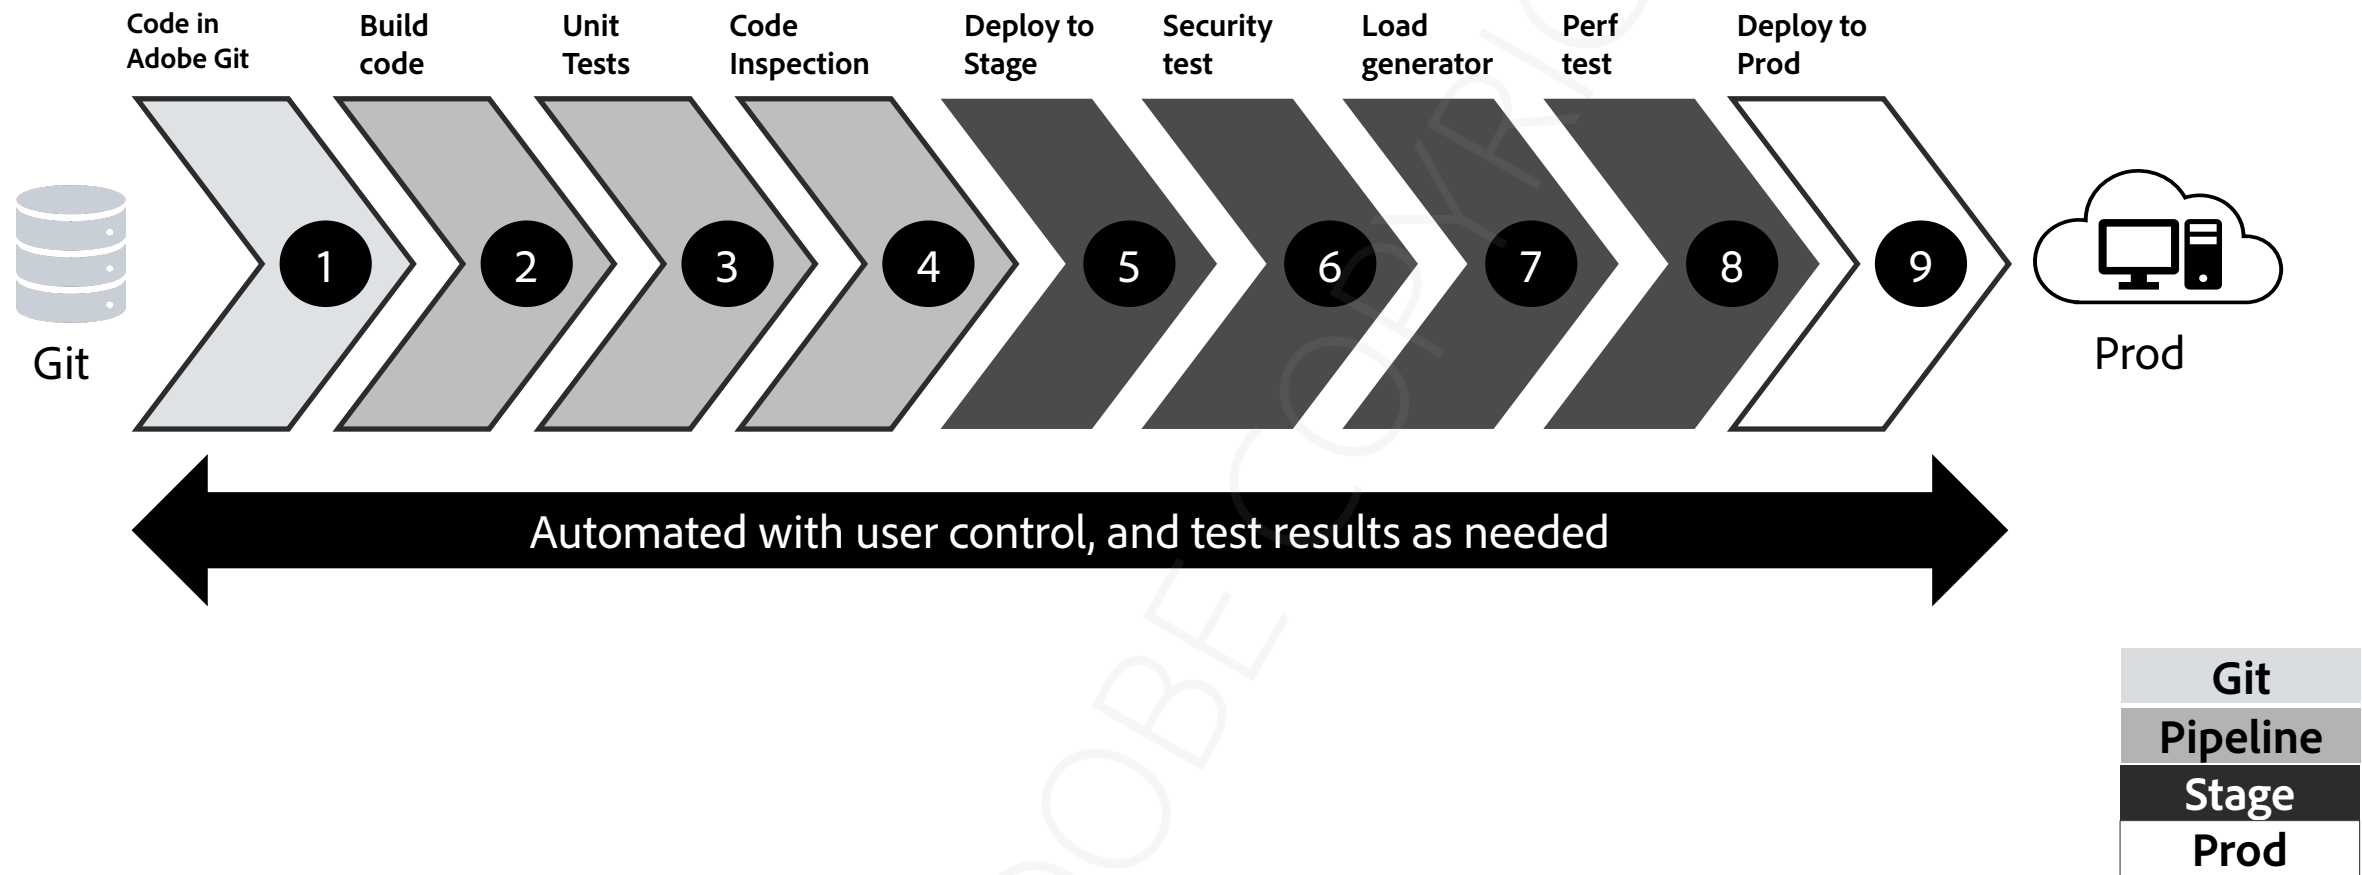 Code in
Adobe Git
Build
code
Unit
Tests
Code
Inspection
Deploy to
Stage
Security
test
Load
generator
Perf
test
Deploy to
Prod
1
2
3
4
5
6
7
8
9
Git
Prod
Automated with user control, and test results as needed
Git
Pipeline
Stage
Prod
OBE COPYRIG